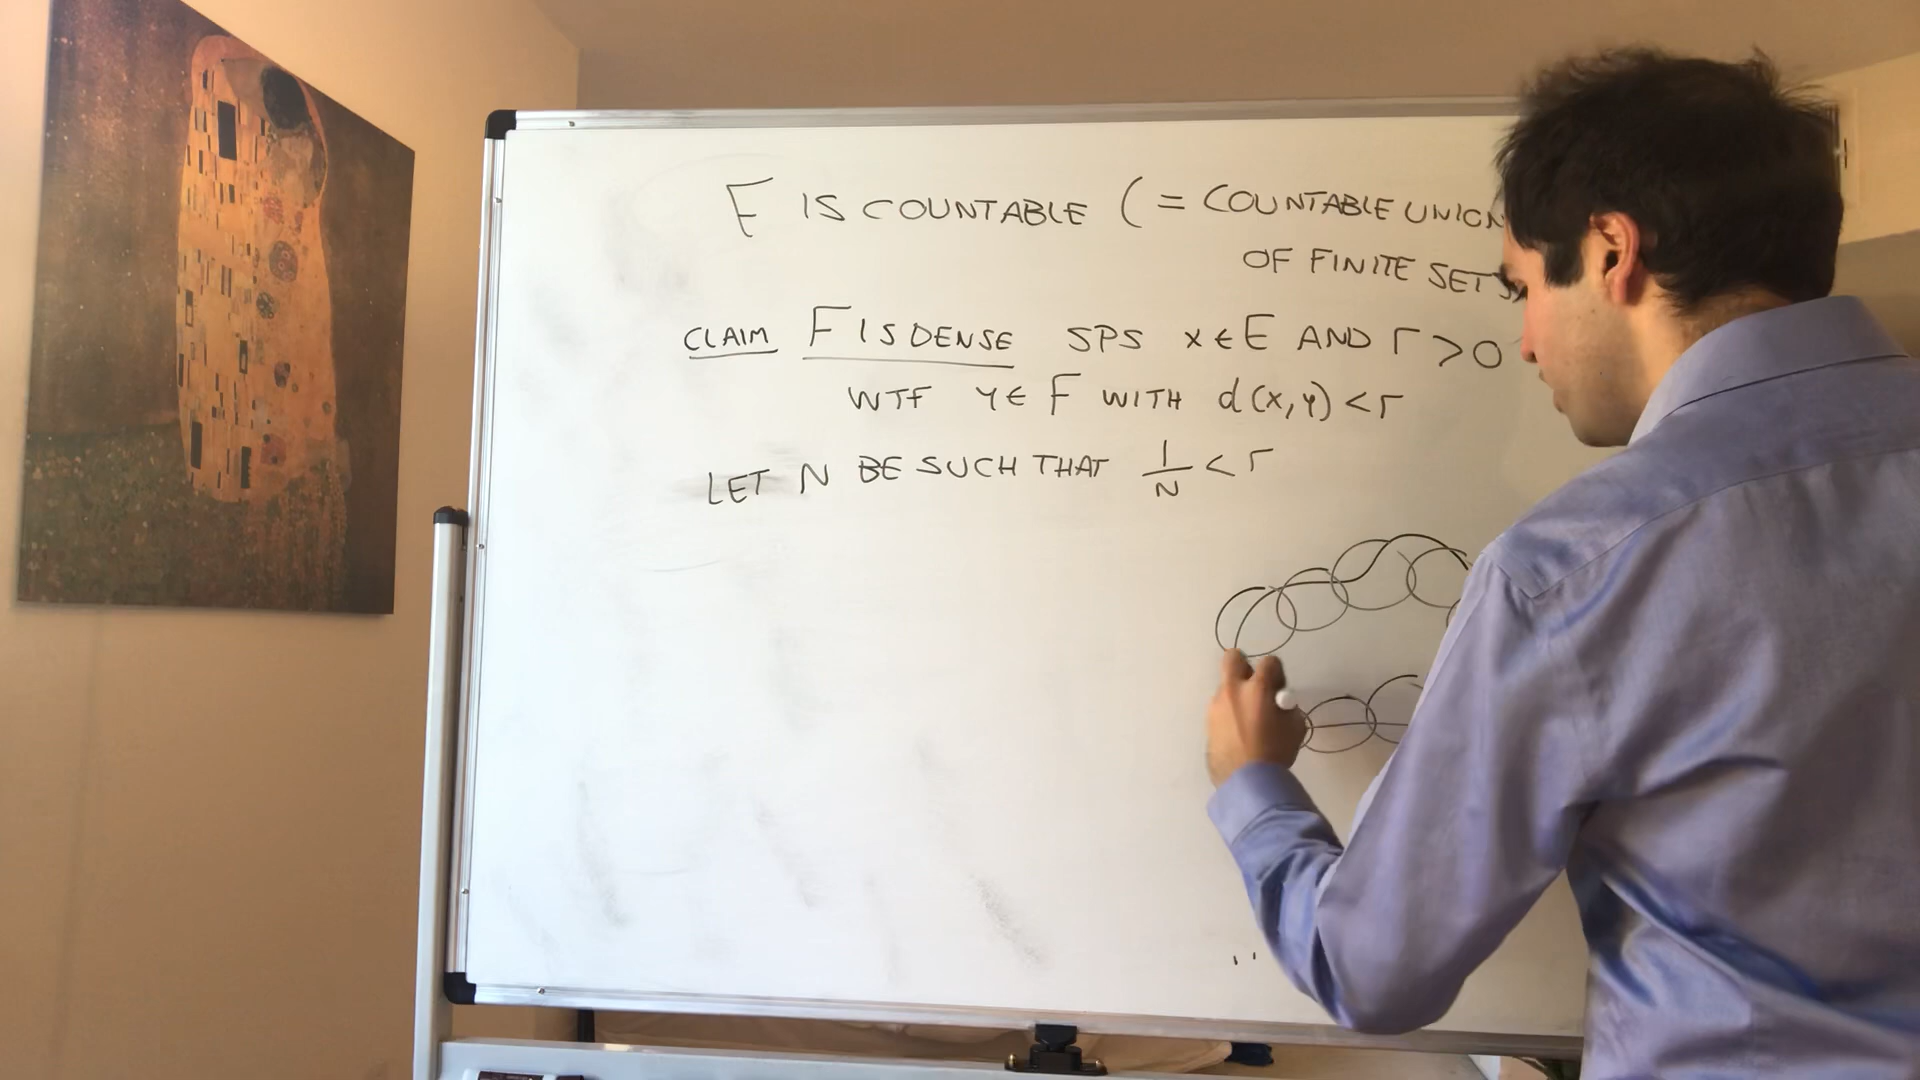 F IS COUNTABLE ( = COUNTABLE UNION
OF FINITE SETS)
CLAIM F IS DENSE SPS x ∈ E AND r > 0
WTF y ∈ F WITH d(x,y) < r
LET N BE SUCH THAT 1/N < r